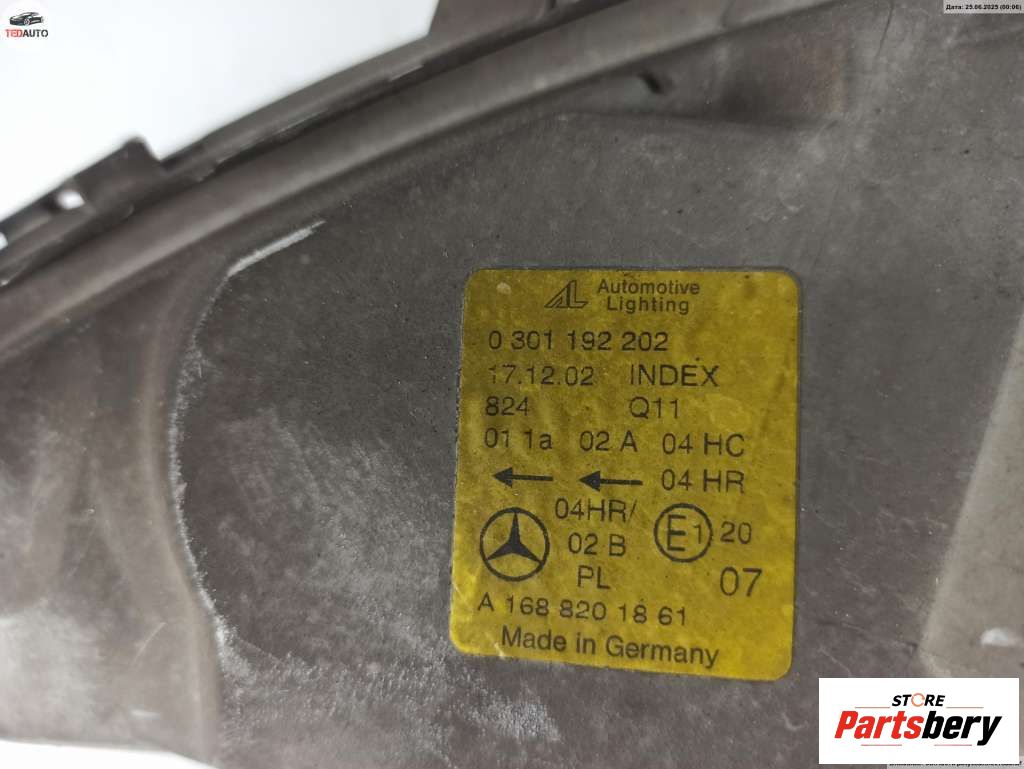 TEDAUTO
Дата: 25.06.2025 (00:06)
Automotive
Lighting
0 301 192 202
17.12.02 INDEX
824 Q11
01 1a 02 A 04 HC
04 HR
04HR/
02 B
E1 20
PL 07
A 168 820 18 61
Made in Germany
STORE
Partsbery